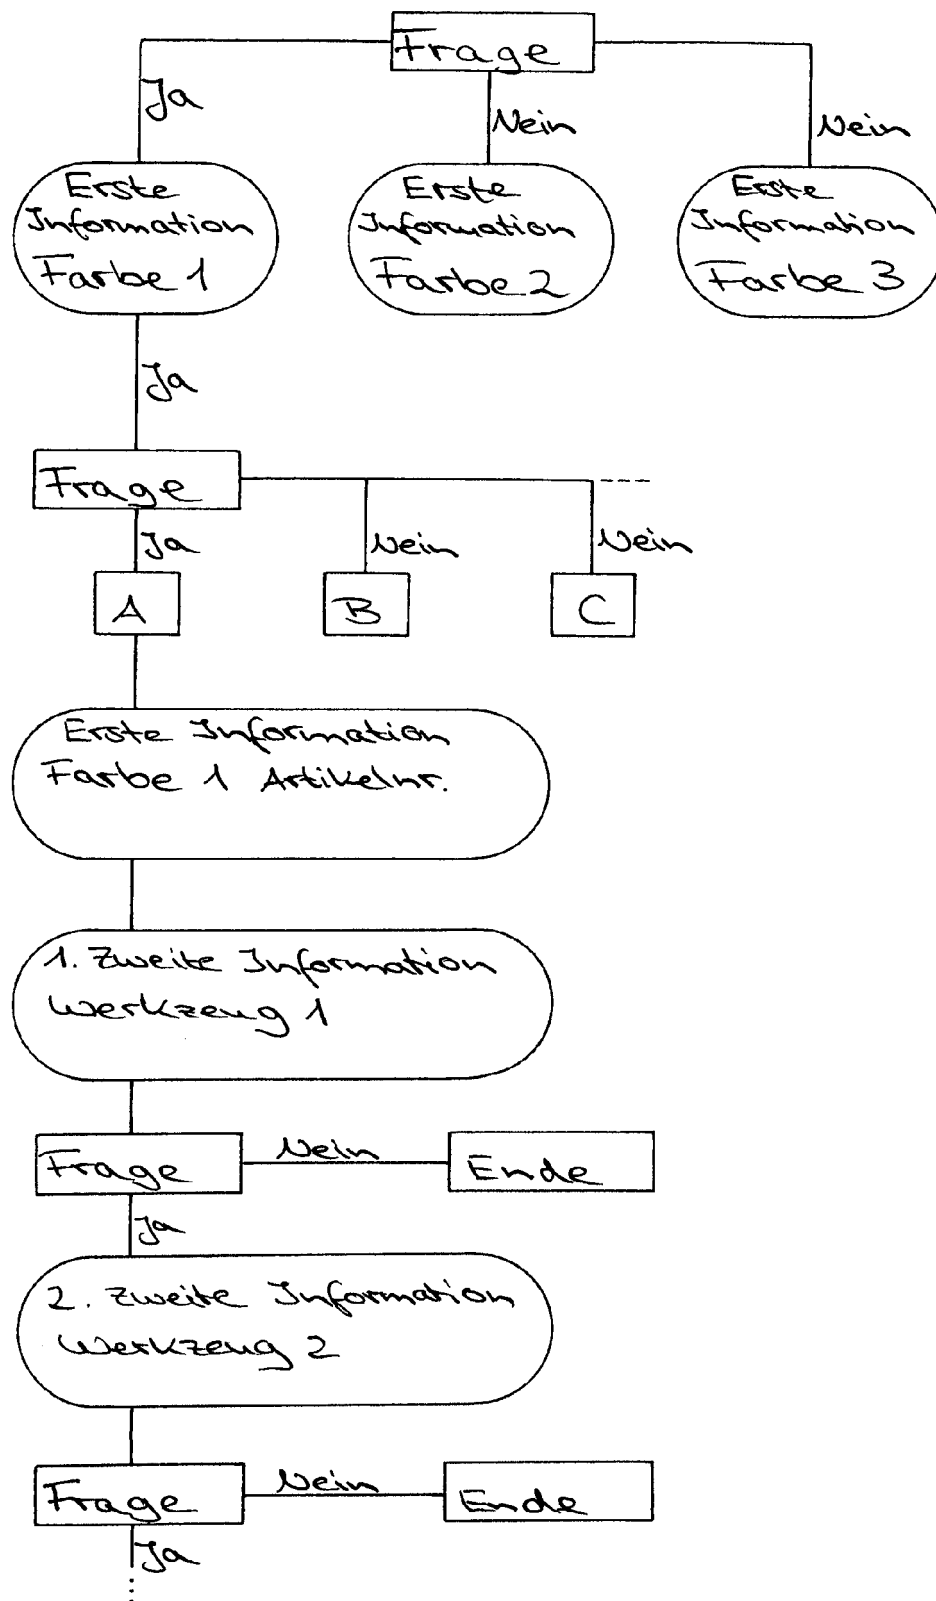 Frage
Ja
Nein
Nein
Erste
Information
Farbe 1
Erste
Information
Farbe 2
Erste
Information
Farbe 3
Ja
Frage
Ja
Nein
Nein
A
B
C
Erste Information
Farbe 1 Artikelnr.
1. Zweite Information
Werkzeug 1
Frage
Nein
Ende
Ja
2. Zweite Information
Werkzeug 2
Frage
Nein
Ende
Ja